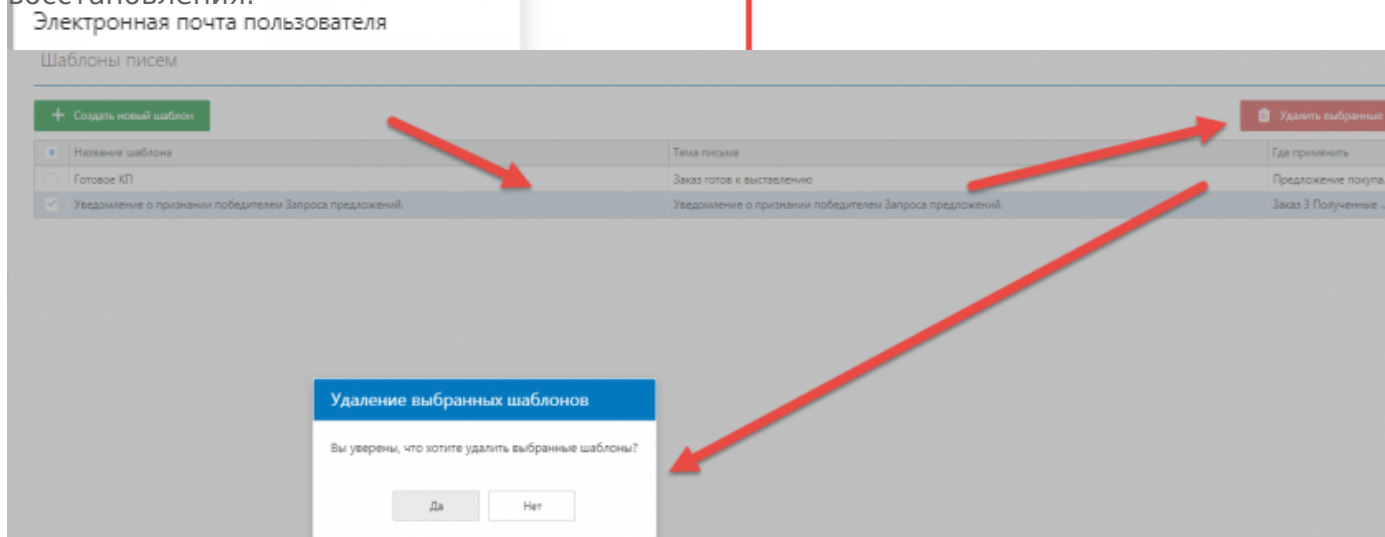 восстановления.
Электронная почта пользователя
Шаблоны писем
+ Создать новый шаблон
Удалить выбранные
Название шаблона
Тема письма
Где применить
Готовое КП
Заказ готов к выставлению
Предложение покупа..
Уведомление о признании победителем Запроса предложений.
Уведомление о признании победителем Запроса предложений.
Заказ 3 Полученные ..
Удаление выбранных шаблонов
Вы уверены, что хотите удалить выбранные шаблоны?
Да
Нет